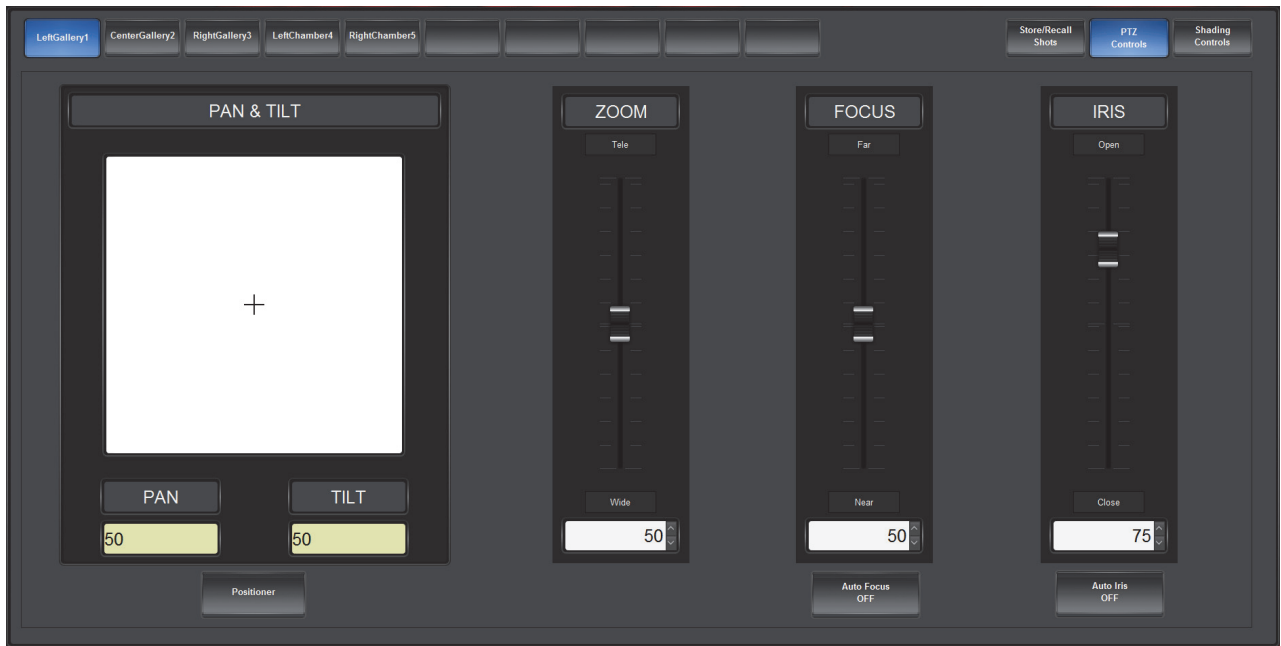 LeftGallery1
CenterGallery2
RightGallery3
LeftChamber4
RightChamber5
Store/Recall
Shots
PTZ
Controls
Shading
Controls
PAN & TILT
ZOOM
FOCUS
IRIS
Tele
Far
Open
PAN
TILT
Wide
Near
Close
50
50
50
50
75
Positioner
Auto Focus
OFF
Auto Iris
OFF